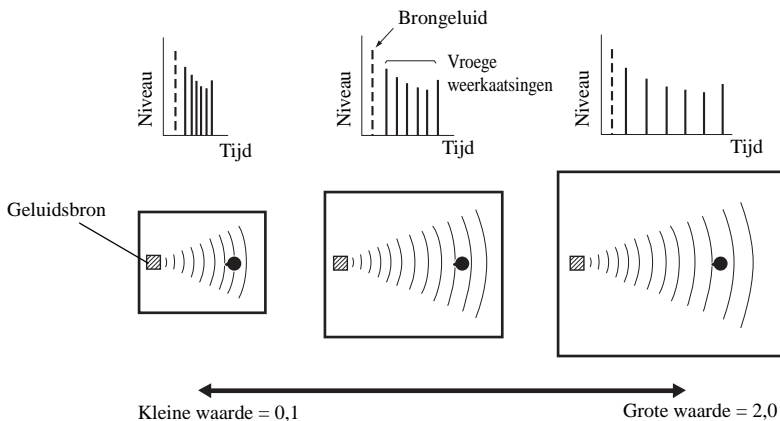 Brongeluid
Vroege
weerkaatsingen
Niveau
Tijd
Niveau
Tijd
Niveau
Tijd
Geluidsbron
Kleine waarde = 0,1
Grote waarde = 2,0